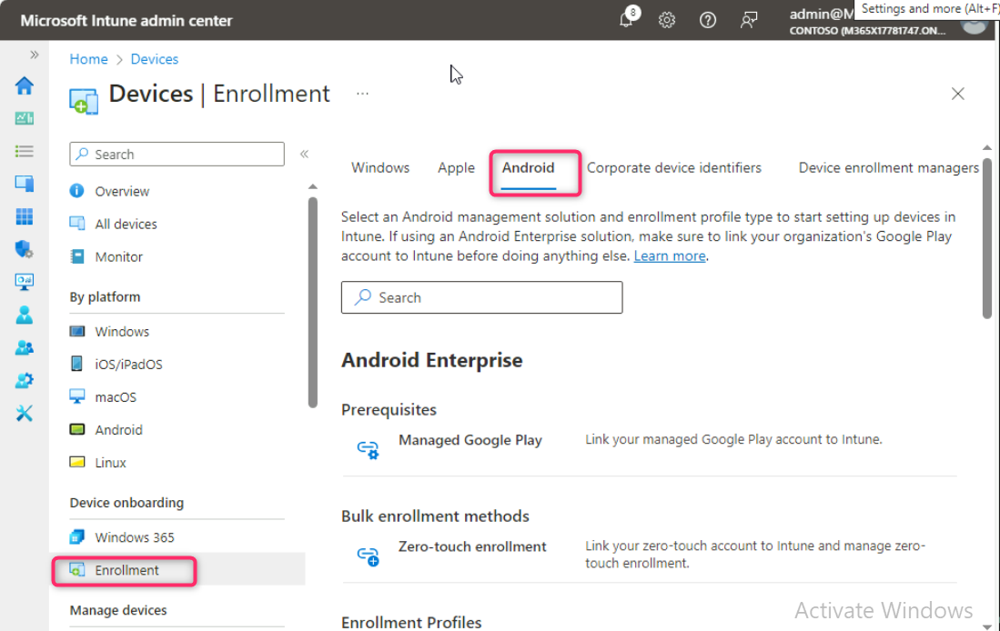 Microsoft Intune admin center
8
admin@M
Settings and more (Alt+F)
CONTOSO (M365X17781747.ON...
Home > Devices
Devices | Enrollment ...
Search
Overview
All devices
Monitor
By platform
Windows
iOS/iPadOS
macOS
Android
Linux
Device onboarding
Windows 365
Enrollment
Manage devices
Windows Apple Android Corporate device identifiers Device enrollment managers
Select an Android management solution and enrollment profile type to start setting up devices in
Intune. If using an Android Enterprise solution, make sure to link your organization's Google Play
account to Intune before doing anything else. Learn more.
Search
Android Enterprise
Prerequisites
Managed Google Play Link your managed Google Play account to Intune.
Bulk enrollment methods
Zero-touch enrollment Link your zero-touch account to Intune and manage zero-
touch enrollment.
Enrollment Profiles
Activate Windows